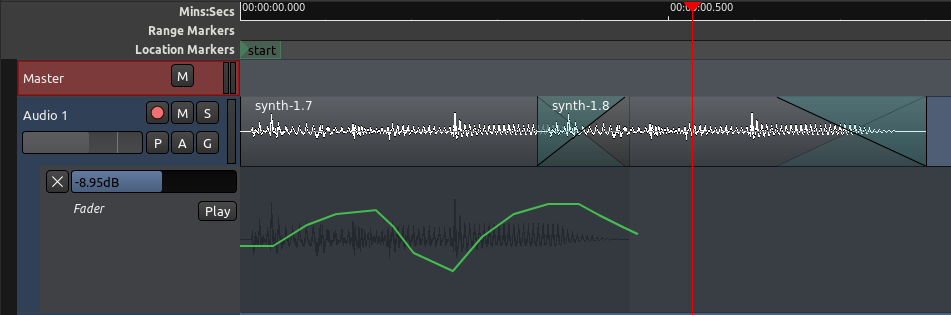 Mins:Secs
00:00:00.000
00:00:00.500
Range Markers
Location Markers
start
Master
M
Audio 1
M
S
P
A
G
synth-1.7
synth-1.8
-8.95dB
Fader
Play